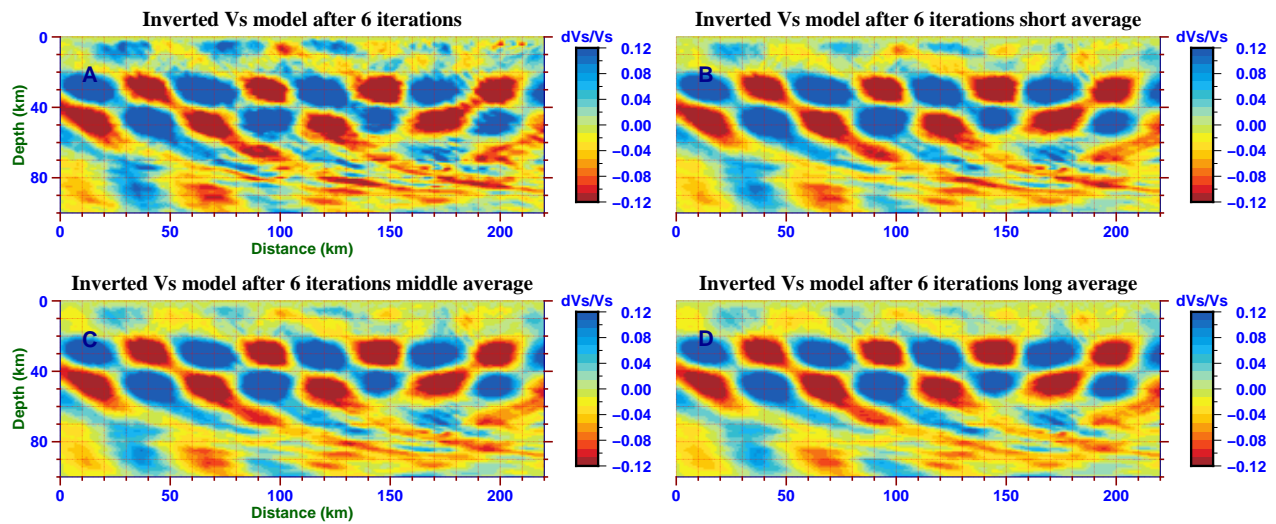 Inverted Vs model after 6 iterations
dVs/Vs
0
40
80
Depth (km)
A
0.12
0.08
0.04
0.00
−0.04
−0.08
−0.12
0 50 100 150 200
Distance (km)
Inverted Vs model after 6 iterations short average
dVs/Vs
B
0.12
0.08
0.04
0.00
−0.04
−0.08
−0.12
0 50 100 150 200
Inverted Vs model after 6 iterations middle average
dVs/Vs
0
40
80
Depth (km)
C
0.12
0.08
0.04
0.00
−0.04
−0.08
−0.12
0 50 100 150 200
Distance (km)
Inverted Vs model after 6 iterations long average
dVs/Vs
D
0.12
0.08
0.04
0.00
−0.04
−0.08
−0.12
0 50 100 150 200